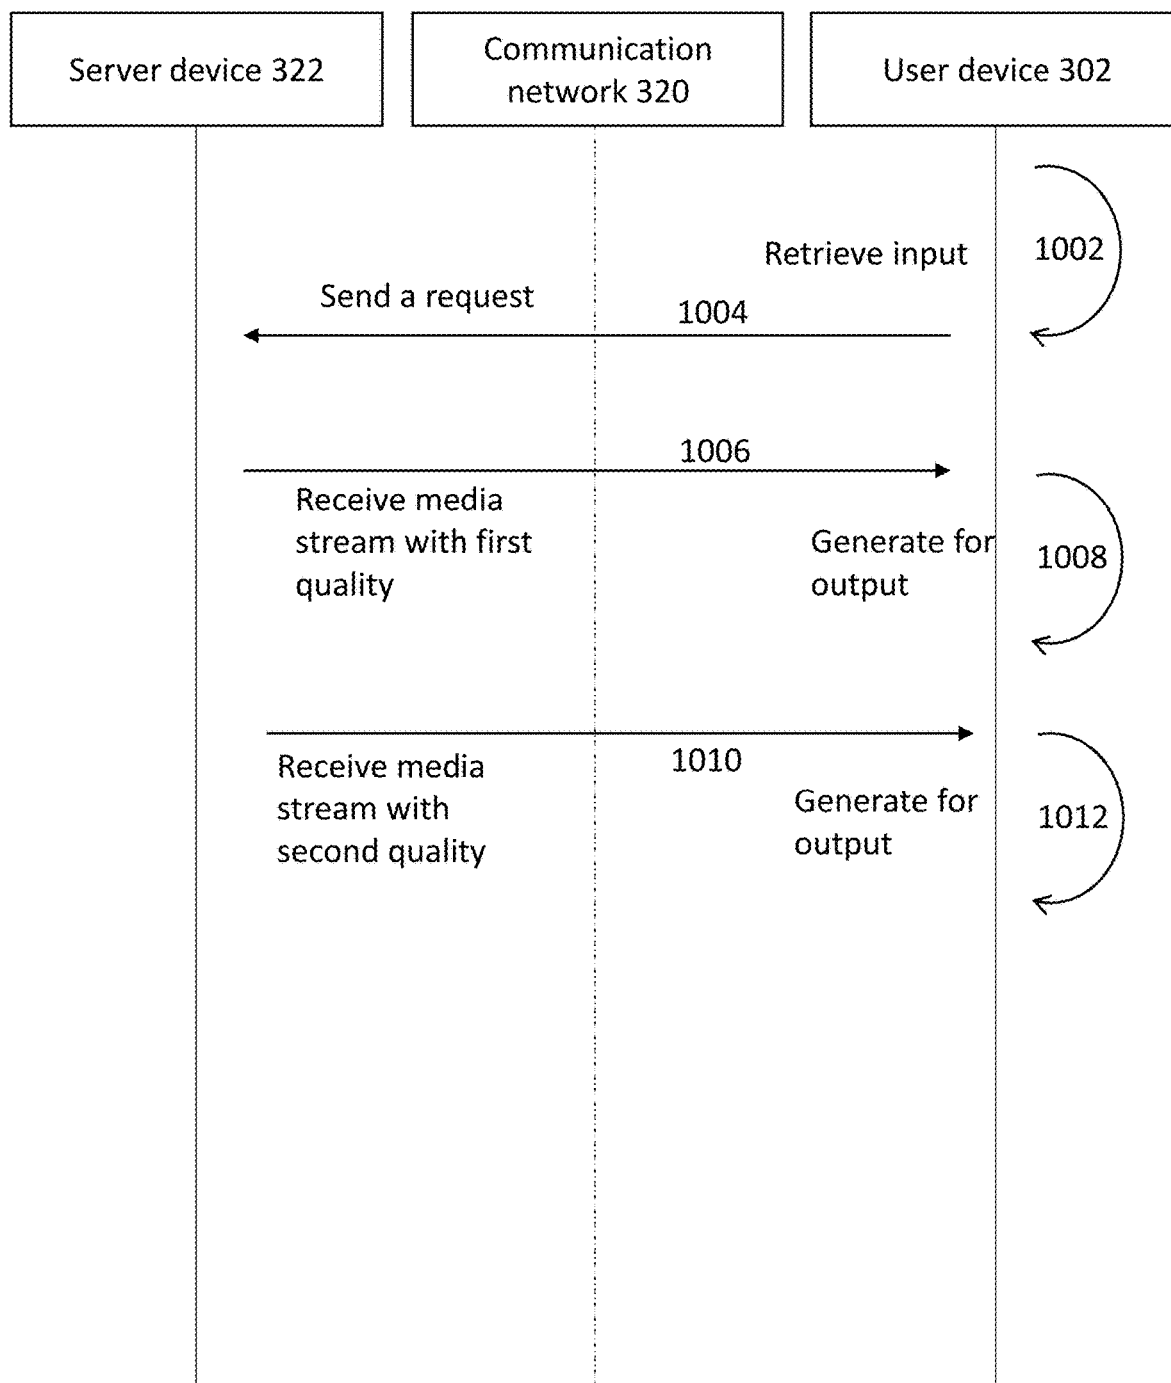 Server device 322
Communication
network 320
User device 302
Retrieve input
1002
Send a request
1004
1006
Receive media
stream with first
quality
Generate for
output
1008
1010
Receive media
stream with
second quality
Generate for
output
1012